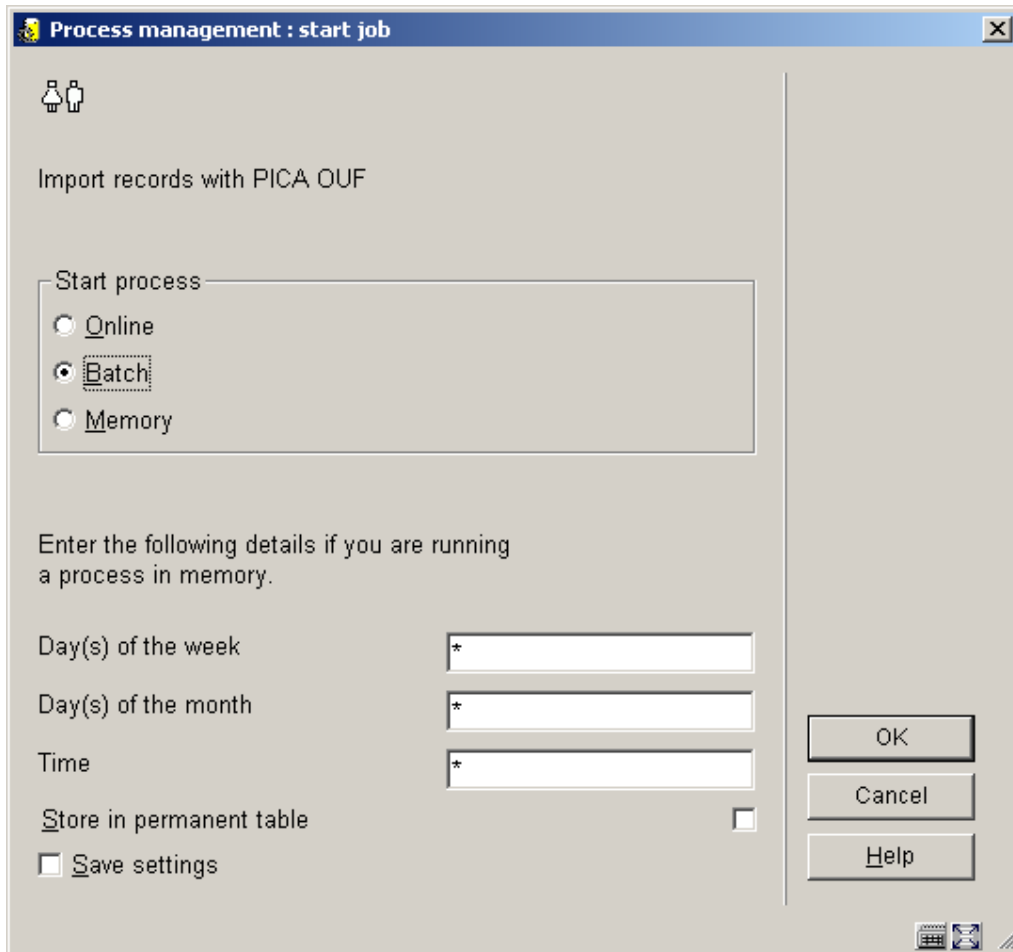 Process management : start job
Import records with PICA OUF
Start process
Online
Batch
Memory
Enter the following details if you are running
a process in memory.
Day(s) of the week *
Day(s) of the month *
Time *
Store in permanent table
Save settings
OK
Cancel
Help